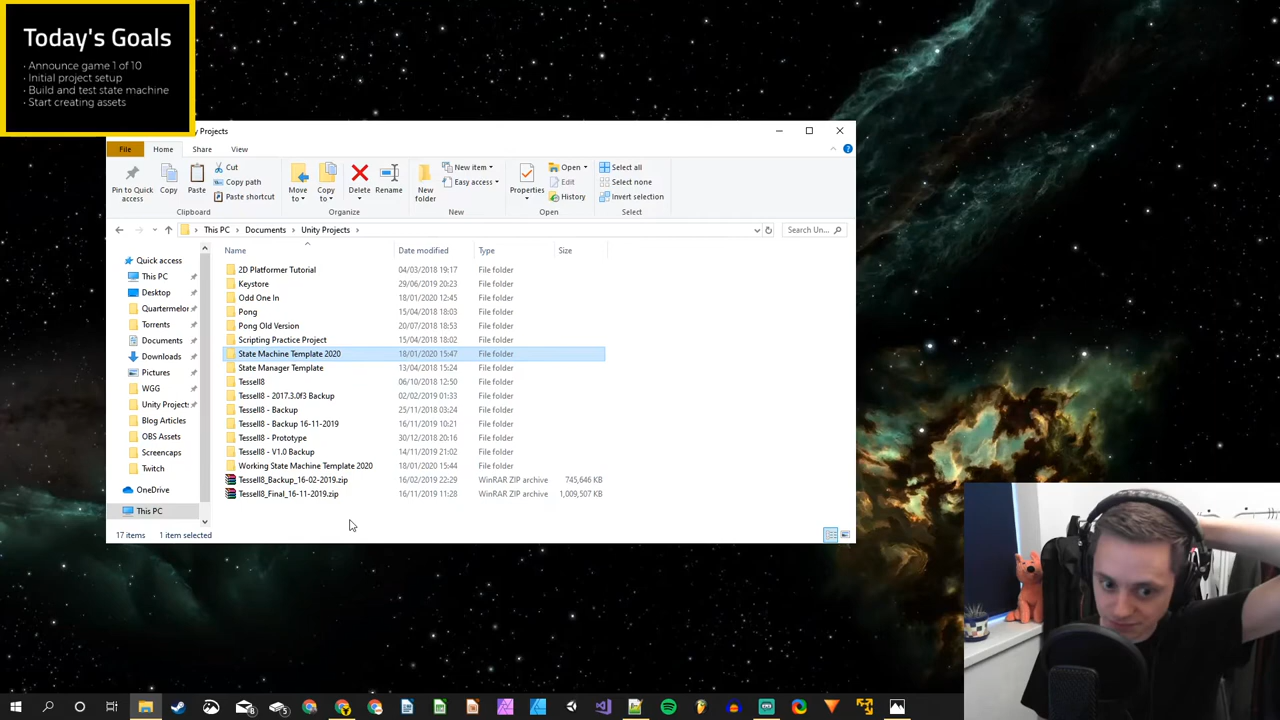 Today's Goals
· Announce game 1 of 10
· Initial project setup
· Build and test state machine
· Start creating assets
y Projects
File Home Share View
Pin to Quick access
Copy
Paste
Cut
Copy path
Paste shortcut
Clipboard
Move to
Copy to
Delete
Rename
Organize
New folder
New item
Easy access
New
Properties
Open
Edit
History
Open
Select all
Select none
Invert selection
Select
This PC > Documents > Unity Projects >
Search Un...
Name Date modified Type Size
Quick access
This PC
Desktop
Quartermelon
Torrents
Documents
Downloads
Pictures
WGG
Unity Projects
Blog Articles
OBS Assets
Screencaps
Twitch
OneDrive
This PC
2D Platformer Tutorial 04/03/2018 19:17 File folder
Keystore 29/06/2019 20:23 File folder
Odd One In 18/01/2020 12:45 File folder
Pong 15/04/2018 18:03 File folder
Pong Old Version 20/07/2018 18:53 File folder
Scripting Practice Project 15/04/2018 18:02 File folder
State Machine Template 2020 18/01/2020 15:47 File folder
State Manager Template 13/04/2018 15:24 File folder
Tessell8 06/10/2018 12:50 File folder
Tessell8 - 2017.3.0f3 Backup 02/02/2019 01:33 File folder
Tessell8 - Backup 25/11/2018 03:24 File folder
Tessell8 - Backup 16-11-2019 16/11/2019 10:21 File folder
Tessell8 - Prototype 30/12/2018 20:16 File folder
Tessell8 - V1.0 Backup 14/11/2019 21:02 File folder
Working State Machine Template 2020 18/01/2020 15:44 File folder
Tessell8_Backup_16-02-2019.zip 16/02/2019 22:29 WinRAR ZIP archive 745,646 KB
Tessell8_Final_16-11-2019.zip 16/11/2019 11:28 WinRAR ZIP archive 1,009,507 KB
17 items 1 item selected